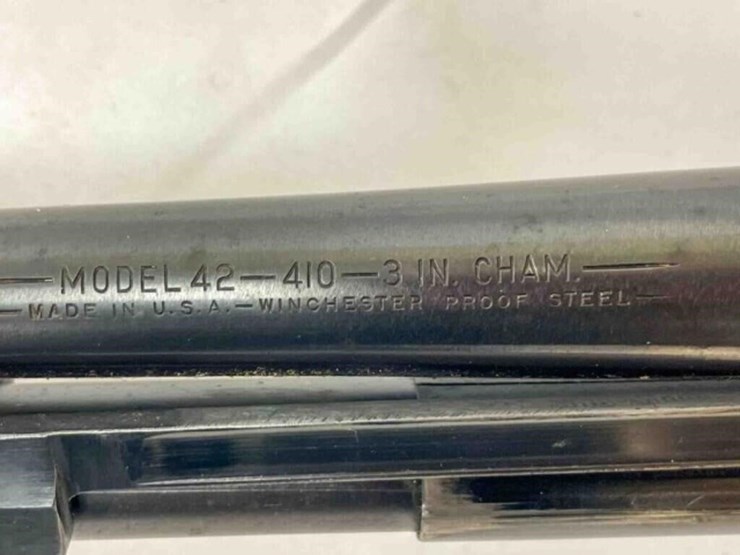 MODEL 42—410—3 IN. CHAM.
MADE IN U.S.A.—WINCHESTER PROOF STEEL